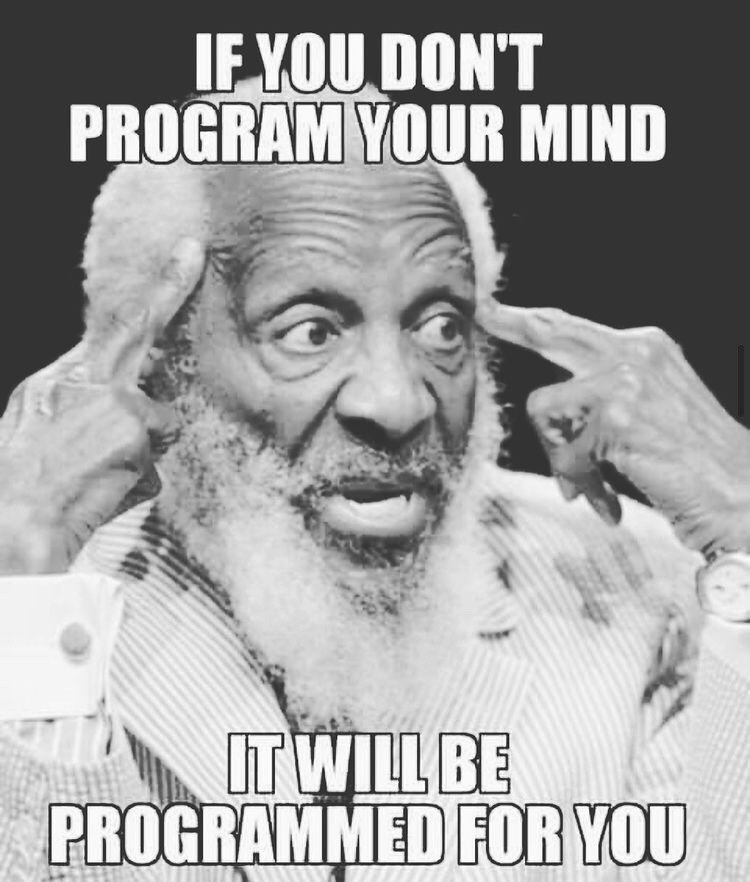 IF YOU DON'T
PROGRAM YOUR MIND
IT WILL BE
PROGRAMMED FOR YOU